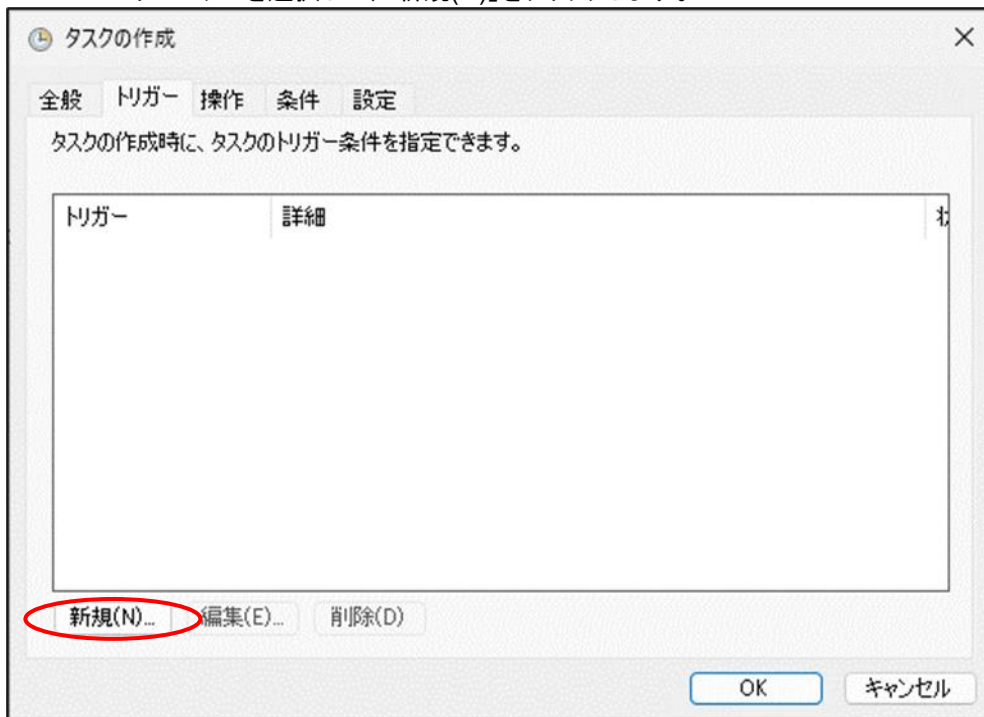 タスクの作成
全般 トリガー 操作 条件 設定
タスクの作成時に、タスクのトリガー条件を指定できます。
トリガー 詳細
新規(N)... 編集(E)... 削除(D)
OK キャンセル